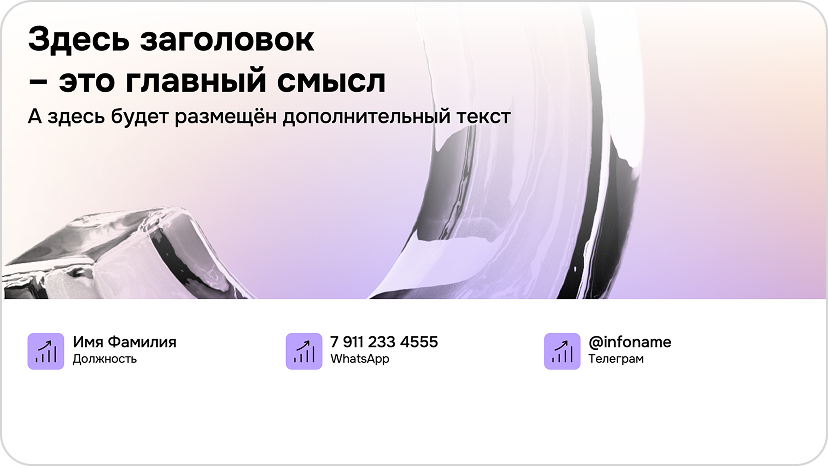 Здесь заголовок
– это главный смысл
А здесь будет размещён дополнительный текст
Имя Фамилия
Должность
7 911 233 4555
WhatsApp
@infoname
Телеграм